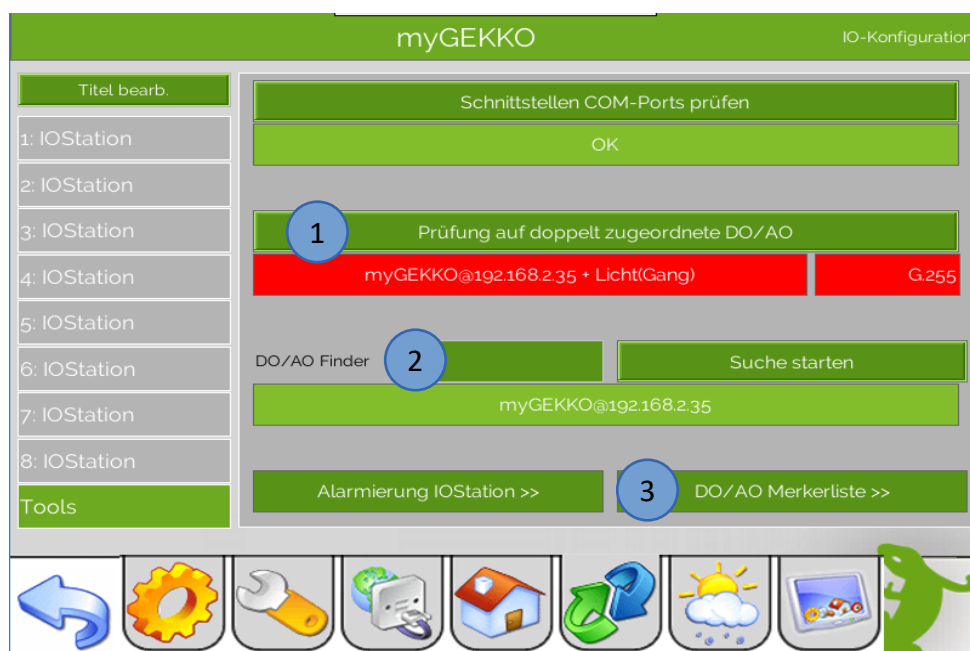 myGEKKO
IO-Konfiguration
Titel bearb.
1: IOStation
2: IOStation
3: IOStation
4: IOStation
5: IOStation
6: IOStation
7: IOStation
8: IOStation
Tools
Schnittstellen COM-Ports prüfen
OK
1
Prüfung auf doppelt zugeordnete DO/AO
myGEKKO@192.168.2.35 + Licht(Gang)
G.255
DO/AO Finder
2
Suche starten
myGEKKO@192.168.2.35
Alarmierung IOStation >>
3
DO/AO Merkerliste >>